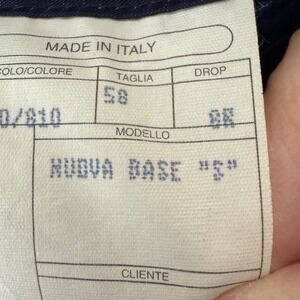 MADE IN ITALY
COLO/COLORE TAGLIA DROP
0/810 58 8R
MODELLO
NUOVA BASE "S"
CLIENTE